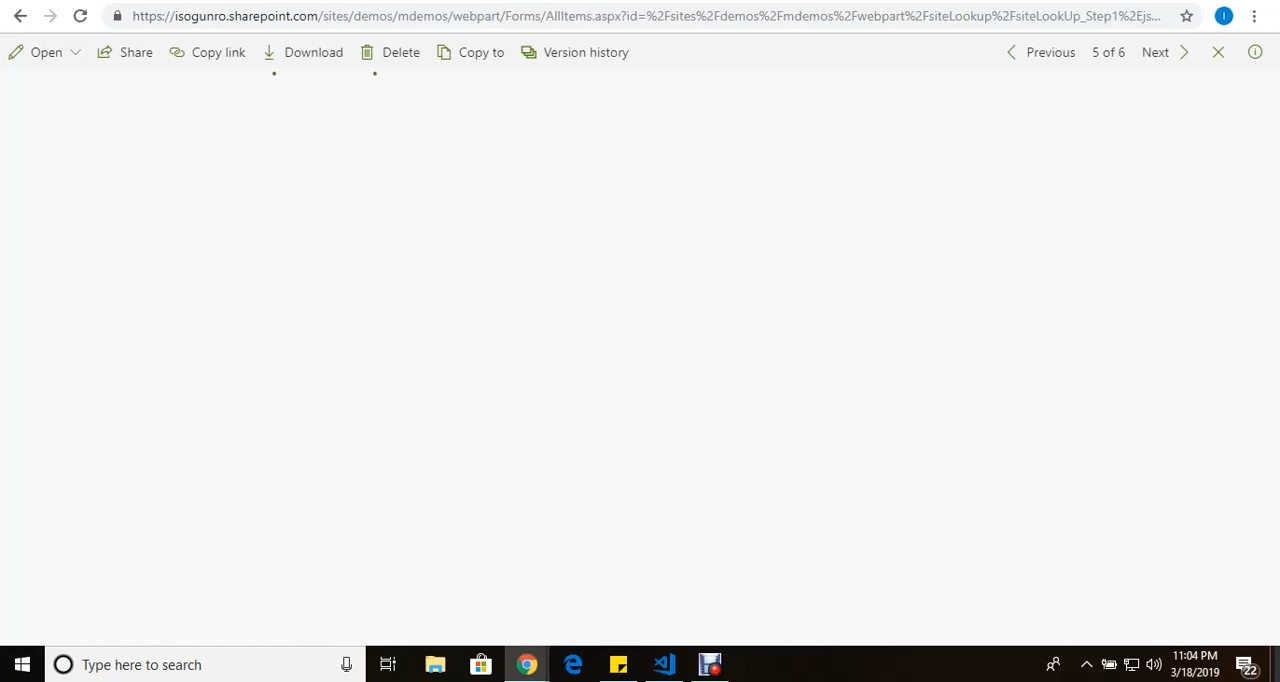 https://isogunro.sharepoint.com/sites/demos/mdemos/webpart/Forms/AllItems.aspx?id=%2Fsites%2Fdemos%2Fmdemos%2Fwebpart%2FsiteLookup%2FsiteLookUp_Step1%2Ejs...
I
Open Share Copy link Download Delete Copy to Version history Previous 5 of 6 Next
Type here to search
11:04 PM
3/18/2019
22